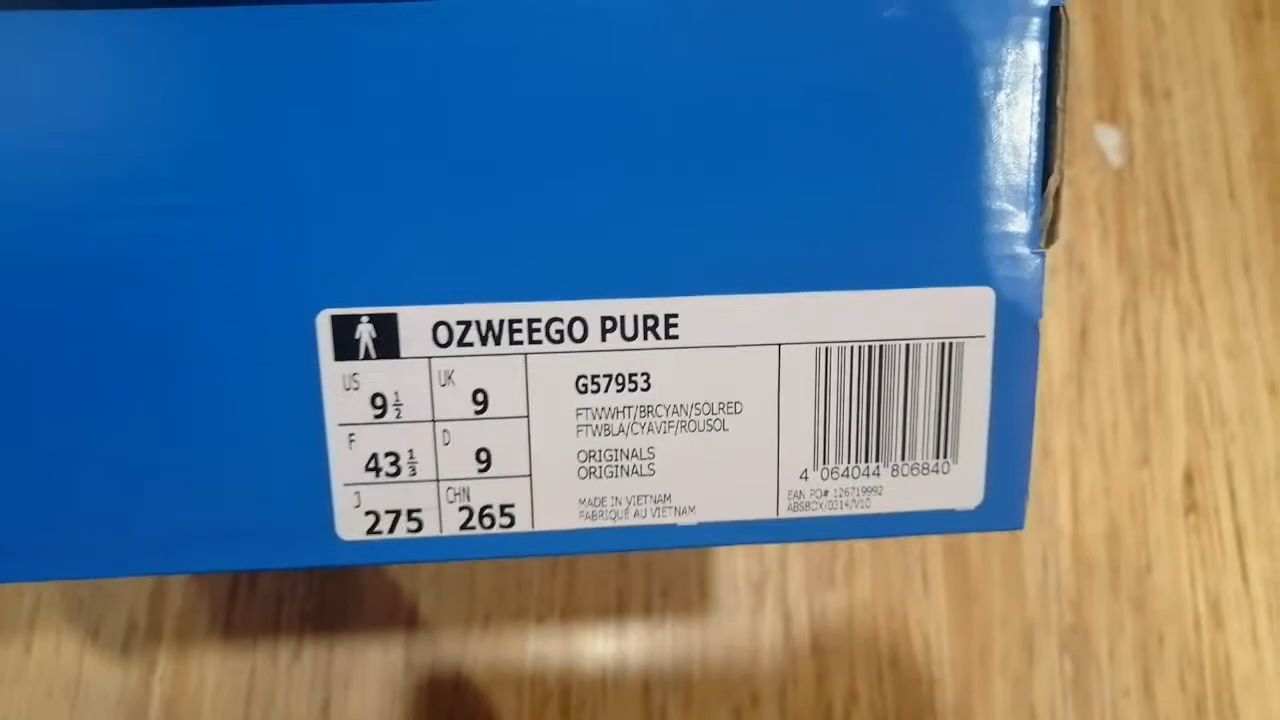 OZWEEGO PURE
US 9 1/2 UK 9
F 43 1/3 D 9
J 275 CHN 265
G57953
FTWWHT/BRCYAN/SOLRED
FTWBLA/CYAVIF/ROUSOL
ORIGINALS
ORIGINALS
MADE IN VIETNAM
FABRIQUÉ AU VIETNAM
4 064044 806840
EAN PO# 126719992
ABSBOX/0314/V10